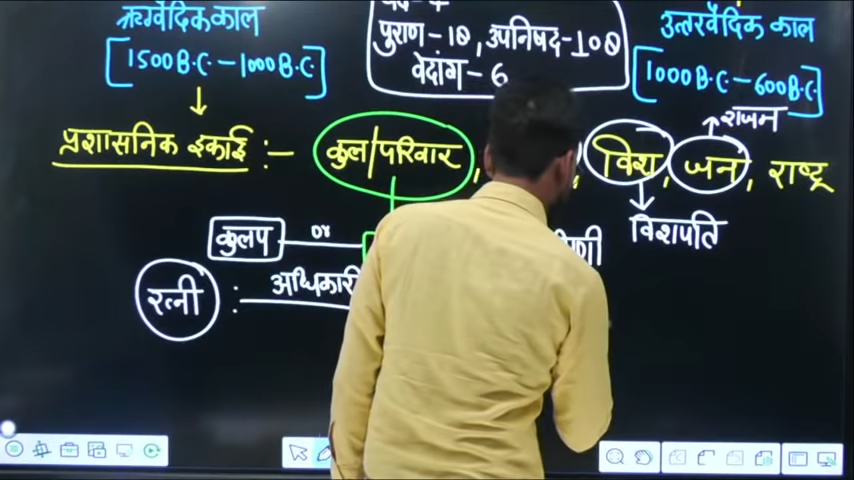 ऋग्वैदिक काल
[1500 B.C - 1000 B.C]
वेद - 4
पुराण - 18, उपनिषद - 108
वेदांग - 6
उत्तरवैदिक काल
[1000 B.C - 600 B.C]
राजन
प्रशासनिक इकाई :- कुल/परिवार, विश, जन, राष्ट्र
विशपति
कुलप or
रत्नी : अधिकारी